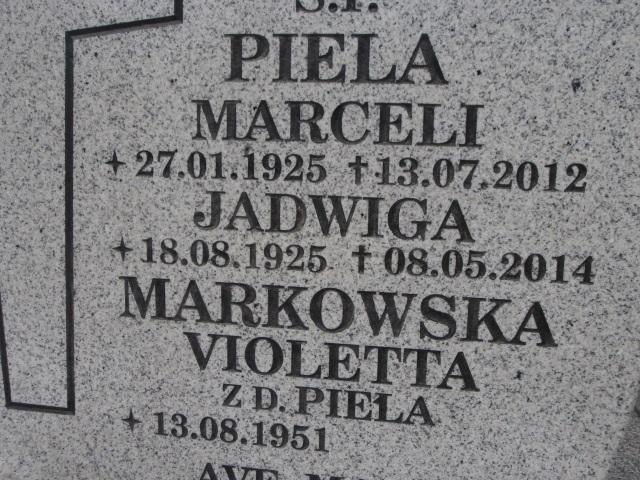 Ś.P.
PIELA
MARCELI
✦ 27.01.1925 † 13.07.2012
JADWIGA
✦ 18.08.1925 † 08.05.2014
MARKOWSKA
VIOLETTA
Z D. PIELA
✦ 13.08.1951
AVE